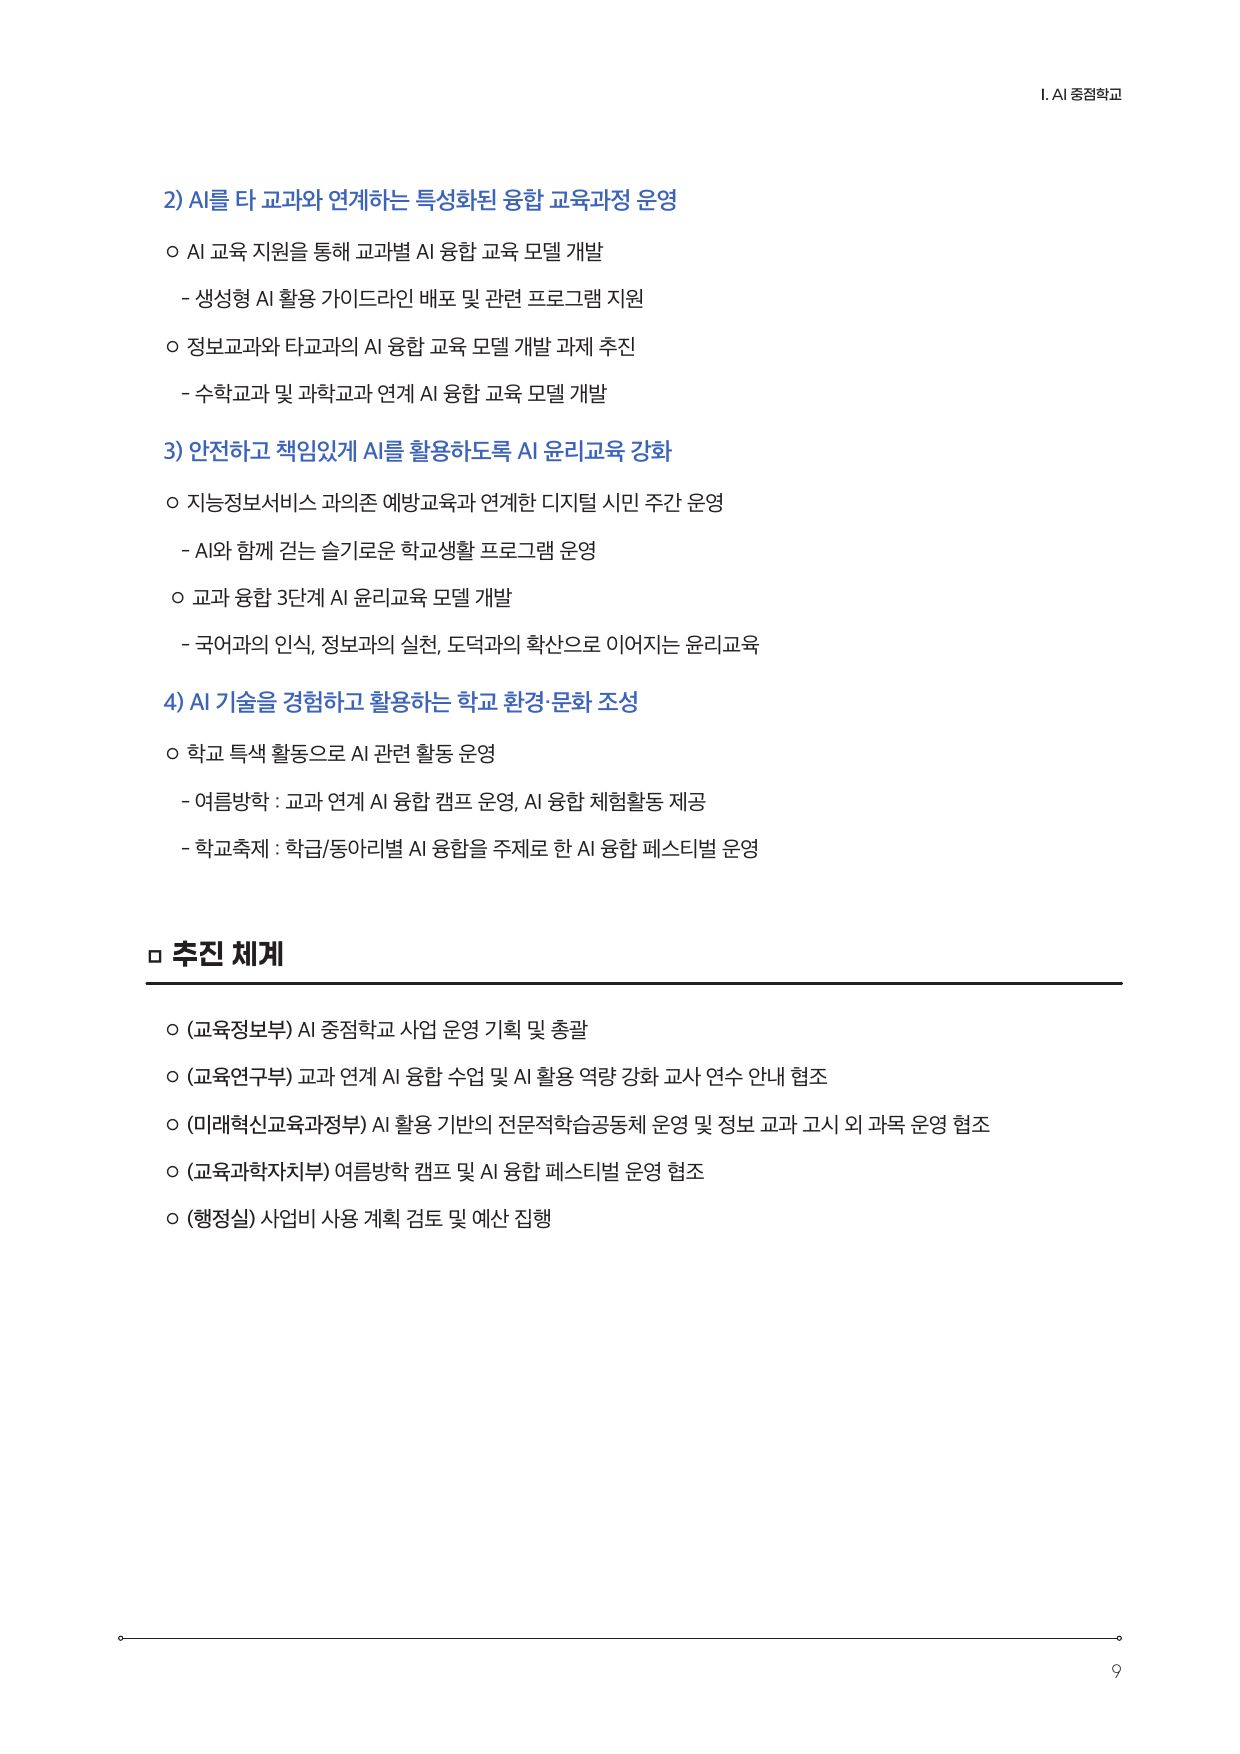 I. AI 중점학교
2) AI를 타 교과와 연계하는 특성화된 융합 교육과정 운영
○ AI 교육 지원을 통해 교과별 AI 융합 교육 모델 개발
- 생성형 AI 활용 가이드라인 배포 및 관련 프로그램 지원
○ 정보교과와 타교과의 AI 융합 교육 모델 개발 과제 추진
- 수학교과 및 과학교과 연계 AI 융합 교육 모델 개발
3) 안전하고 책임있게 AI를 활용하도록 AI 윤리교육 강화
○ 지능정보서비스 과의존 예방교육과 연계한 디지털 시민 주간 운영
- AI와 함께 걷는 슬기로운 학교생활 프로그램 운영
○ 교과 융합 3단계 AI 윤리교육 모델 개발
- 국어과의 인식, 정보과의 실천, 도덕과의 확산으로 이어지는 윤리교육
4) AI 기술을 경험하고 활용하는 학교 환경·문화 조성
○ 학교 특색 활동으로 AI 관련 활동 운영
- 여름방학 : 교과 연계 AI 융합 캠프 운영, AI 융합 체험활동 제공
- 학교축제 : 학급/동아리별 AI 융합을 주제로 한 AI 융합 페스티벌 운영
□ 추진 체계
○ (교육정보부) AI 중점학교 사업 운영 기획 및 총괄
○ (교육연구부) 교과 연계 AI 융합 수업 및 AI 활용 역량 강화 교사 연수 안내 협조
○ (미래혁신교육과정부) AI 활용 기반의 전문적학습공동체 운영 및 정보 교과 고시 외 과목 운영 협조
○ (교육과학자치부) 여름방학 캠프 및 AI 융합 페스티벌 운영 협조
○ (행정실) 사업비 사용 계획 검토 및 예산 집행
9